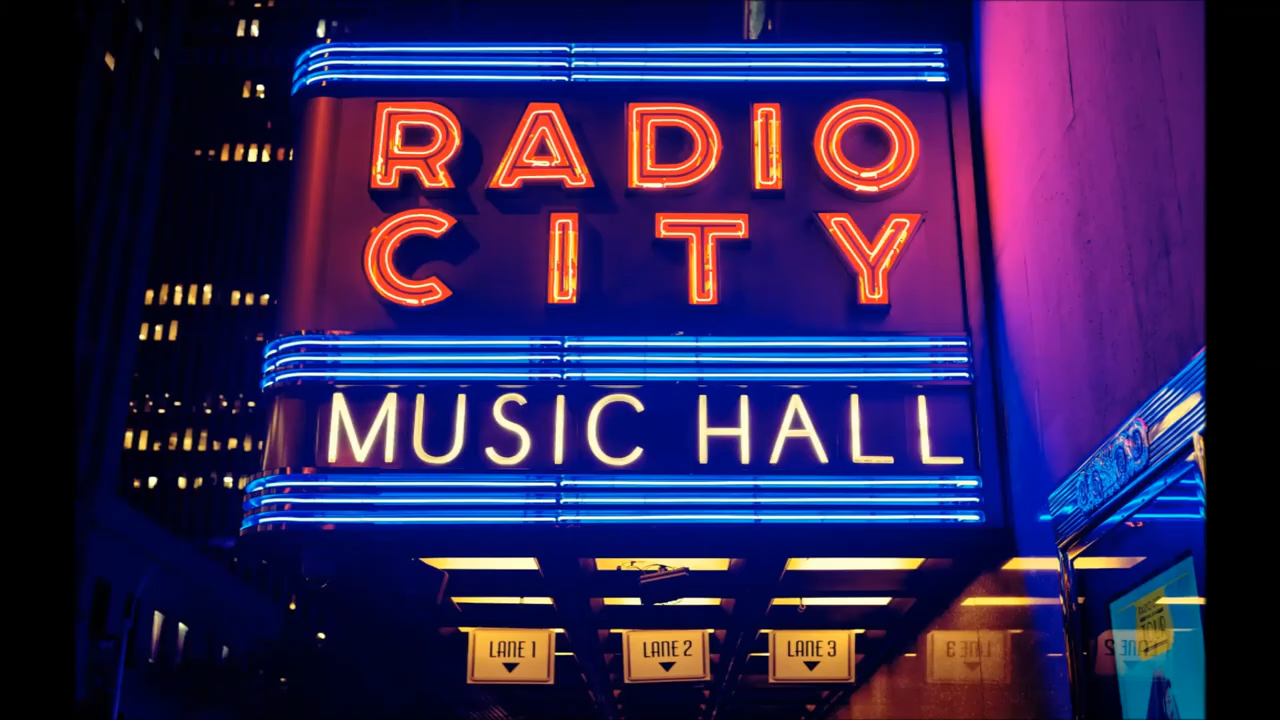 RADIO
CITY
MUSIC HALL
LANE 1
LANE 2
LANE 3